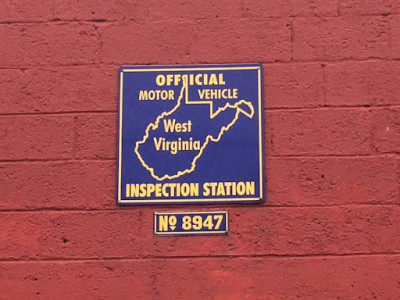 OFFICIAL
MOTOR VEHICLE
West
Virginia
INSPECTION STATION
Nº 8947